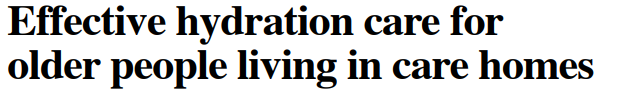 Effective hydration care for
older people living in care homes